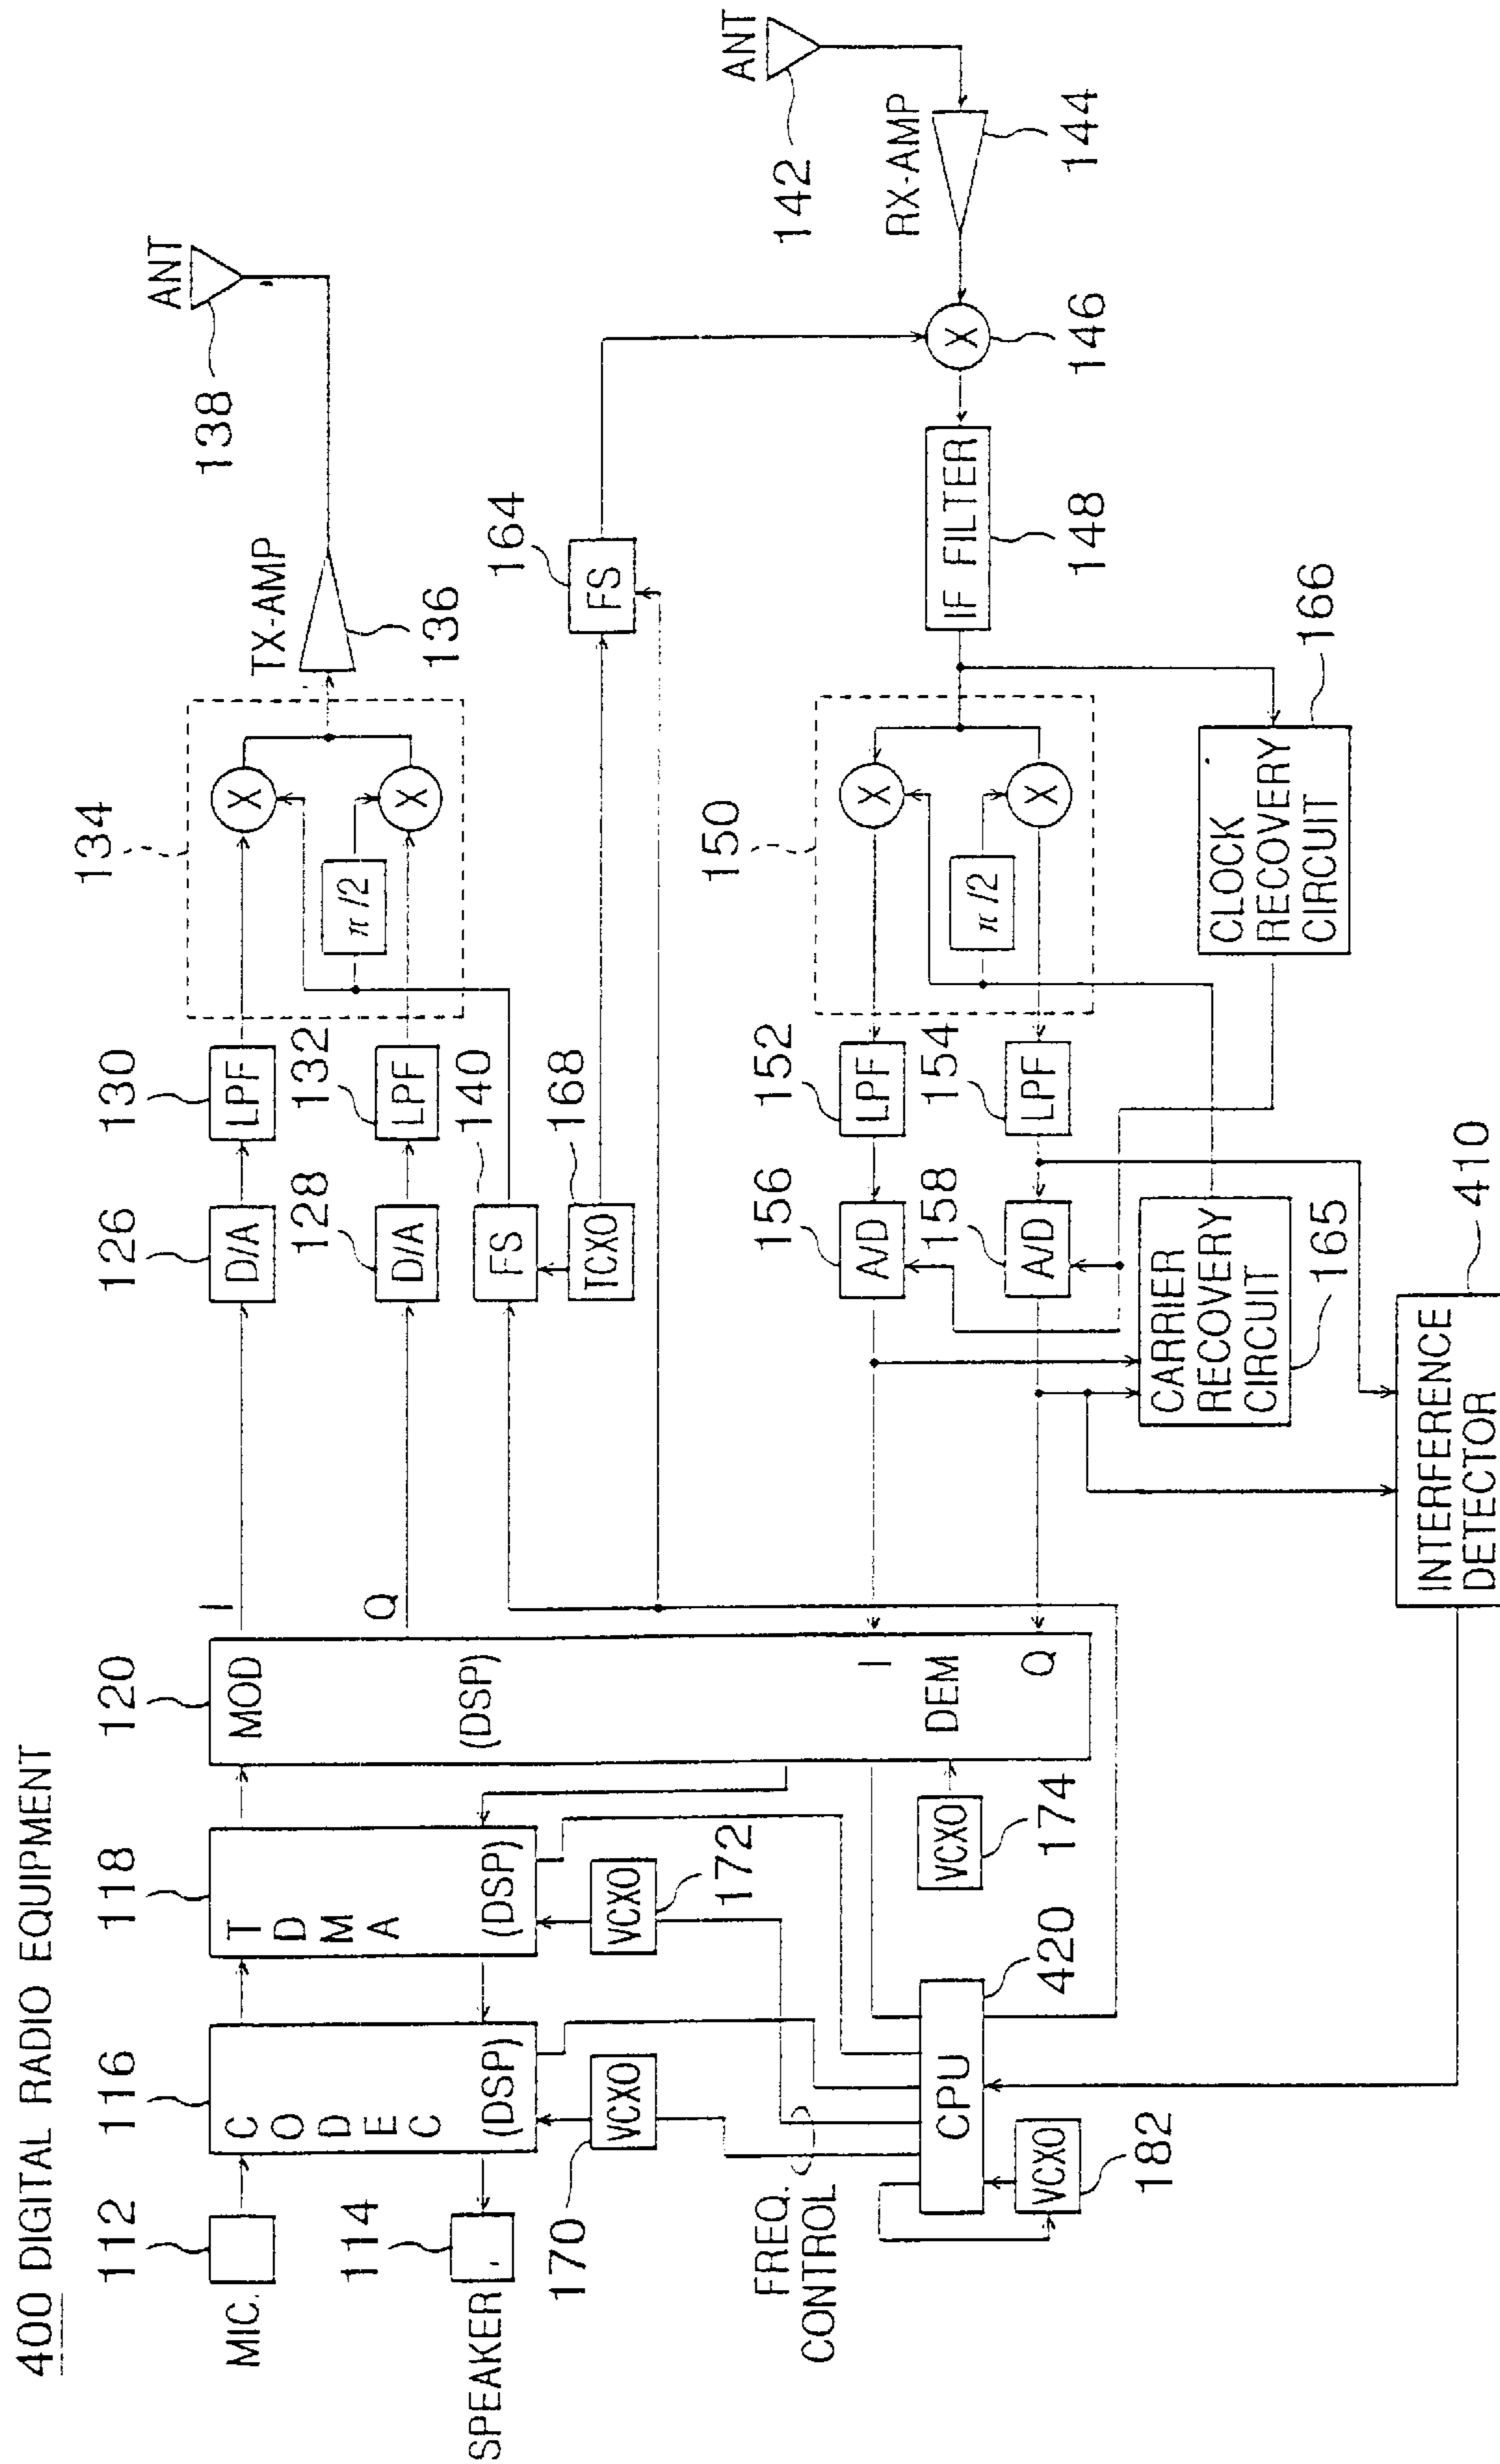 400 DIGITAL RADIO EQUIPMENT
112
116
118
120
126
130
134
138
ANT
MIC.
CODEC
(DSP)
TDMA
(DSP)
MOD
I
D/A
LPF
X
TX-AMP
136
114
SPEAKER
Q
(DSP)
128
D/A
132
LPF
π/2
X
140
FS
168
TCXO
164
FS
170
VCXO
172
VCXO
FREQ.
CONTROL
I
DEM
Q
174
VCXO
420
CPU
182
VCXO
156
A/D
152
LPF
150
X
158
A/D
154
LPF
π/2
X
IF FILTER
148
X
146
RX-AMP
144
142
ANT
CARRIER
RECOVERY
CIRCUIT
165
CLOCK
RECOVERY
CIRCUIT
166
INTERFERENCE
DETECTOR
410